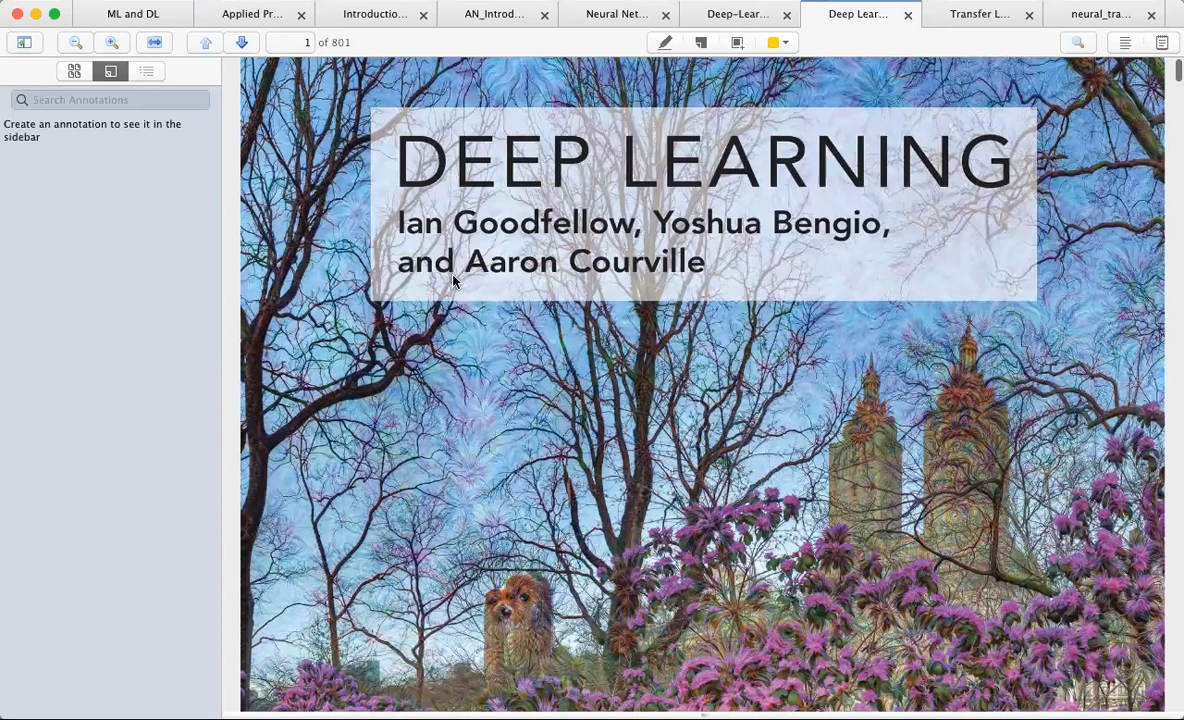 ML and DL
Applied Pr...
Introductio...
AN_Introd...
Neural Net...
Deep-Lear...
Deep Lear...
Transfer L...
neural_tra...
1 of 801
Search Annotations
Create an annotation to see it in the
sidebar
DEEP LEARNING
Ian Goodfellow, Yoshua Bengio,
and Aaron Courville